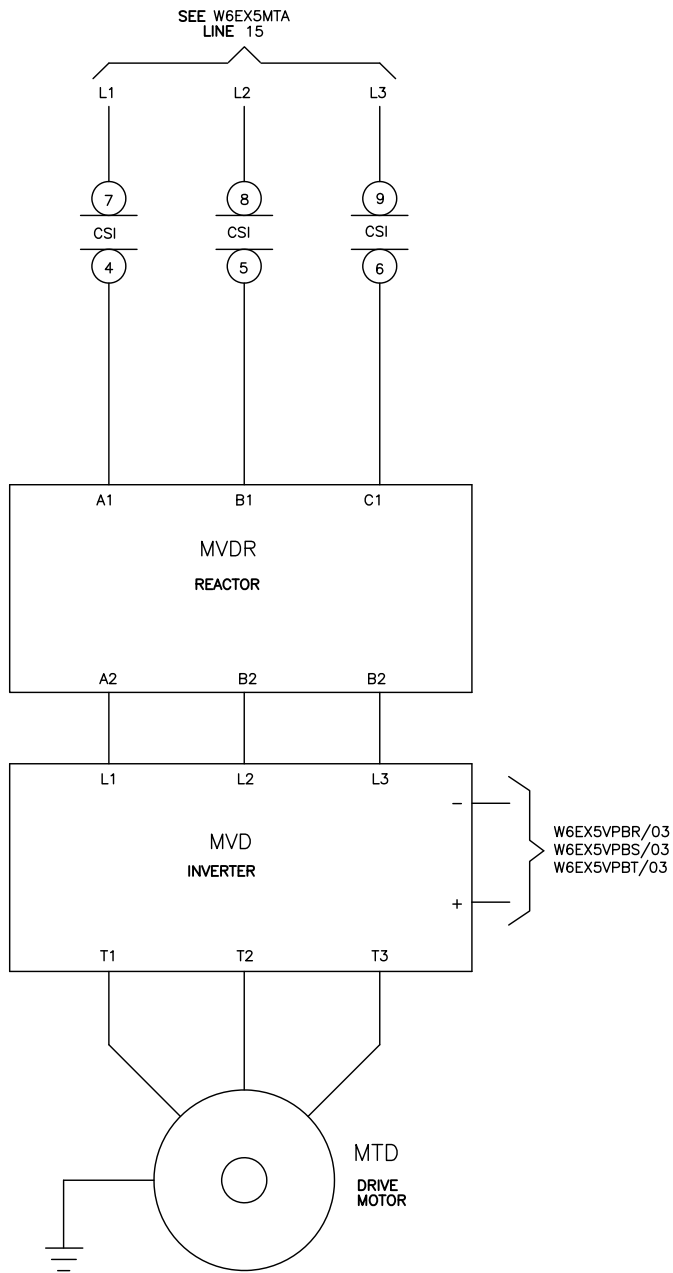 SEE W6EX5MTA
LINE 15
L1 L2 L3
7 8 9
CSI CSI CSI
4 5 6
A1 B1 C1
MVDR
REACTOR
A2 B2 B2
L1 L2 L3
−
MVD
INVERTER
W6EX5VPBR/03
W6EX5VPBS/03
W6EX5VPBT/03
+
T1 T2 T3
MTD
DRIVE
MOTOR